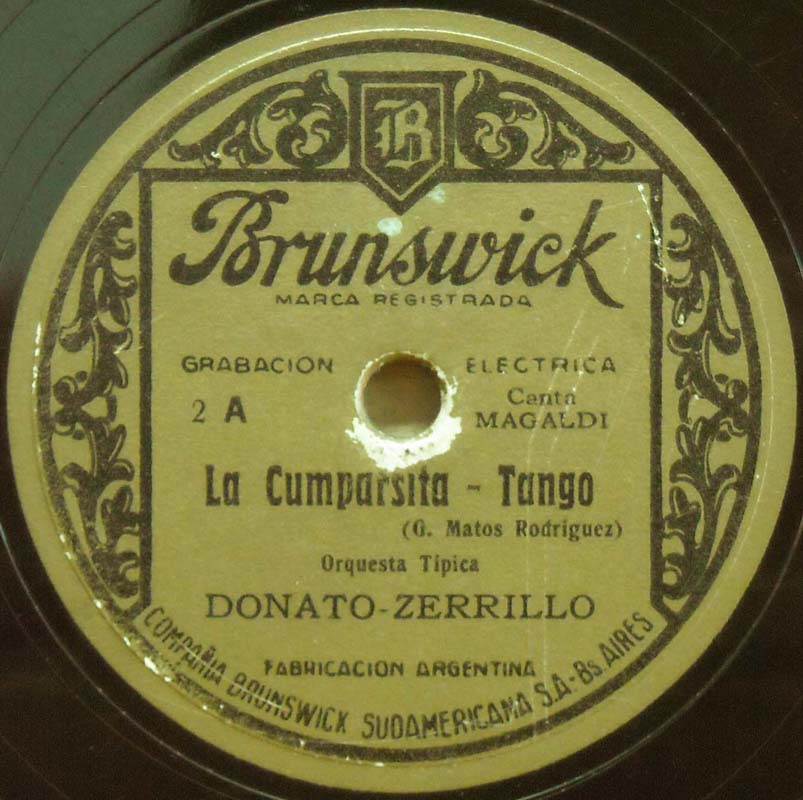 B
Brunswick
MARCA REGISTRADA
GRABACION ELECTRICA
2 A
Canta
MAGALDI
La Cumparsita - Tango
(G. Matos Rodriguez)
Orquesta Típica
DONATO-ZERRILLO
FABRICACION ARGENTINA
COMPAÑIA BRUNSWICK SUDAMERICANA S.A.-Bs. AIRES